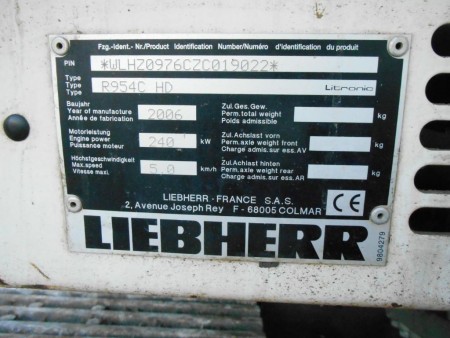 Fzg.-Ident.- Nr./Product Identification Number/Numéro d'identification du produit
PIN *WLHZ0976CZC019022*
Type
Type R954C HD Litronic
Type
Baujahr
Year of manufacture 2006
Année de fabrication
Motorleistung
Engine power 240 kW
Puissance moteur
Höchstgeschwindigkeit
Max. speed 5.0 km/h
Vitesse maxi.
Zul. Ges. Gew.
Perm. total weight kg
Poids admissible
Zul. Achslast vorn
Perm. axle weight front kg
Charge admis. sur ess. AV
Zul. Achslast hinten
Perm. axle weight rear kg
Charge admis. sur ess. AR
LIEBHERR - FRANCE S.A.S.
2, Avenue Joseph Rey F - 68005 COLMAR
CE
LIEBHERR
9804279